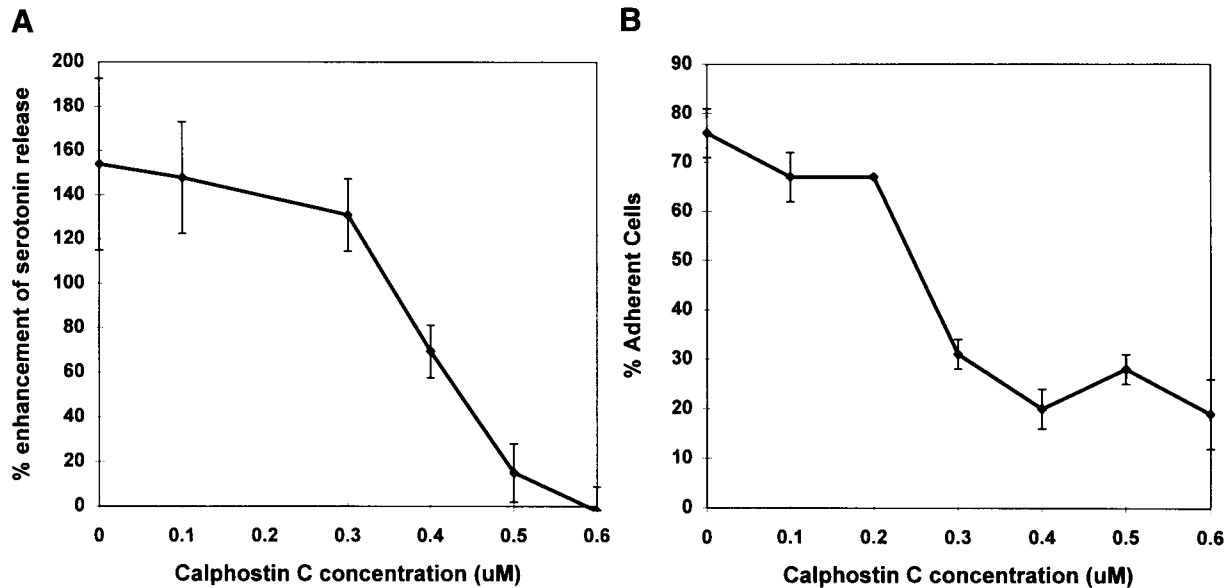 A
% enhancement of serotonin release
200
180
160
140
120
100
80
60
40
20
0
0 0.1 0.2 0.3 0.4 0.5 0.6
Calphostin C concentration (uM)
B
% Adherent Cells
90
80
70
60
50
40
30
20
10
0
0 0.1 0.2 0.3 0.4 0.5 0.6
Calphostin C concentration (uM)